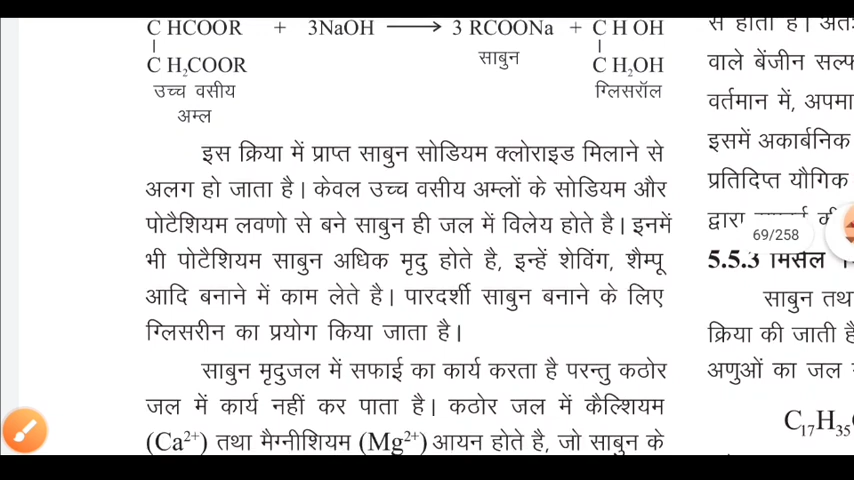 C HCOOR + 3NaOH ⟶ 3 RCOONa + C H OH
साबुन
C H₂COOR C H₂OH
उच्च वसीय ग्लिसरॉल
अम्ल
इस क्रिया में प्राप्त साबुन सोडियम क्लोराइड मिलाने से
अलग हो जाता है। केवल उच्च वसीय अम्लों के सोडियम और
पोटैशियम लवणो से बने साबुन ही जल में विलेय होते है। इनमें
भी पोटैशियम साबुन अधिक मृदु होते है, इन्हें शेविंग, शैम्पू
आदि बनाने में काम लेते है। पारदर्शी साबुन बनाने के लिए
ग्लिसरीन का प्रयोग किया जाता है।
साबुन मृदुजल में सफाई का कार्य करता है परन्तु कठोर
जल में कार्य नहीं कर पाता है। कठोर जल में कैल्शियम
(Ca²⁺) तथा मैग्नीशियम (Mg²⁺) आयन होते है, जो साबुन के
से होता है। अत
वाले बेंजीन सल्फ
वर्तमान में, अपमा
इसमें अकार्बनिक
प्रतिदिप्त यौगिक
द्वारा
69/258
5.5.3 मिसेल
साबुन तथा
क्रिया की जाती है
अणुओं का जल
C₁₇H₃₅